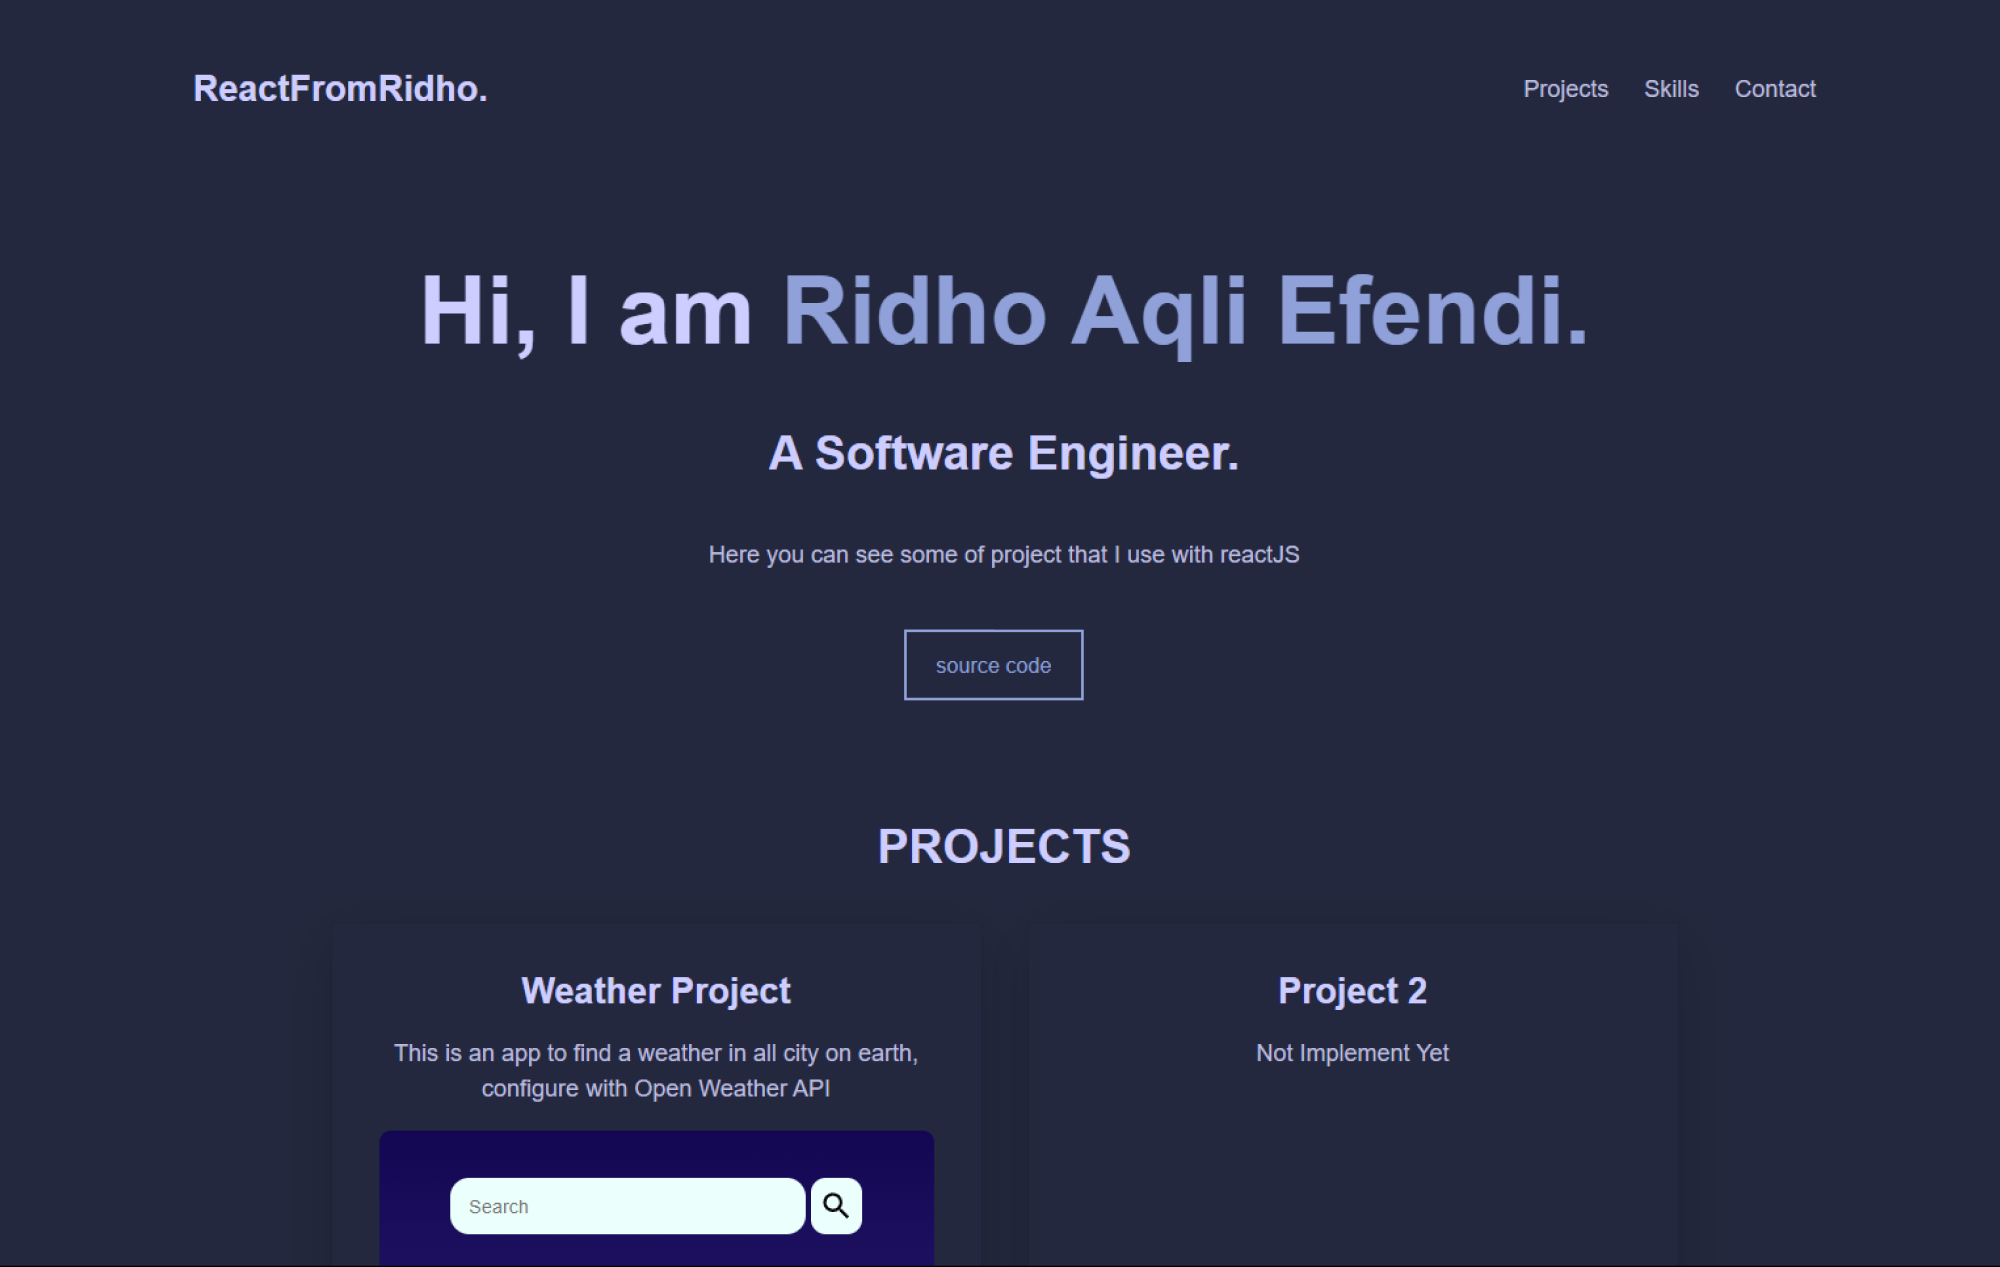 ReactFromRidho.
Projects Skills Contact
Hi, I am Ridho Aqli Efendi.
A Software Engineer.
Here you can see some of project that I use with reactJS
source code
PROJECTS
Weather Project
This is an app to find a weather in all city on earth,
configure with Open Weather API
Search
Project 2
Not Implement Yet